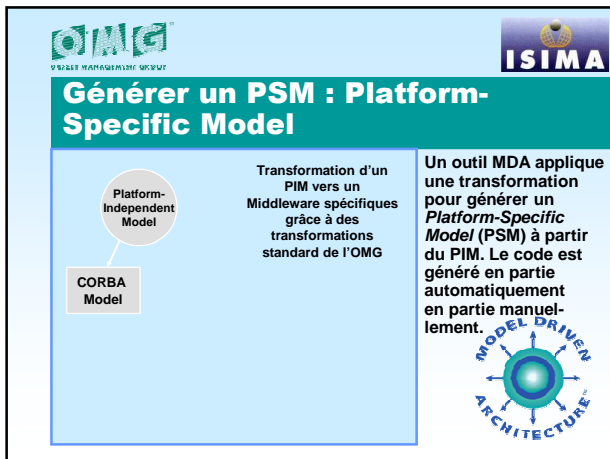 OMG
OBJECT MANAGEMENT GROUP
ISIMA
Générer un PSM : Platform-
Specific Model
Platform-
Independent
Model
CORBA
Model
Transformation d'un
PIM vers un
Middleware spécifiques
grâce à des
transformations
standard de l'OMG
Un outil MDA applique
une transformation
pour générer un
Platform-Specific
Model (PSM) à partir
du PIM. Le code est
généré en partie
automatiquement
en partie manuel-
lement.
MODEL DRIVEN
ARCHITECTURE